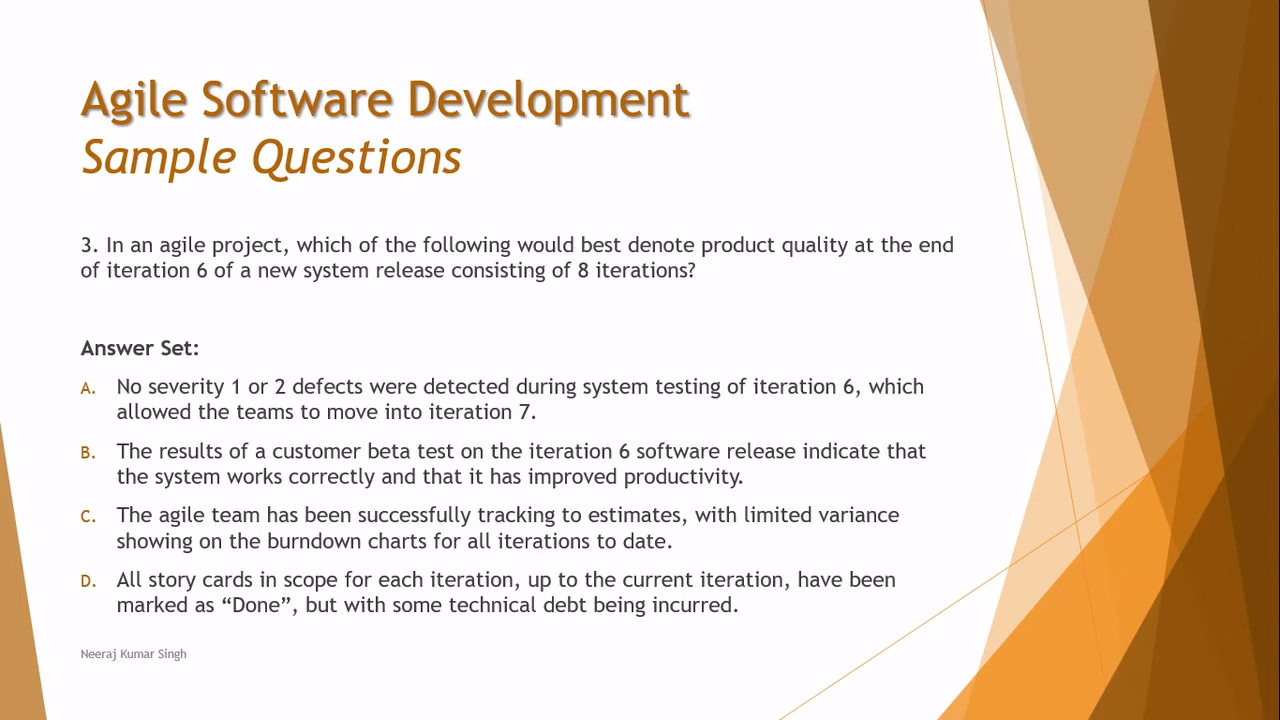 Agile Software Development
Sample Questions
3. In an agile project, which of the following would best denote product quality at the end
of iteration 6 of a new system release consisting of 8 iterations?
Answer Set:
A. No severity 1 or 2 defects were detected during system testing of iteration 6, which
allowed the teams to move into iteration 7.
B. The results of a customer beta test on the iteration 6 software release indicate that
the system works correctly and that it has improved productivity.
C. The agile team has been successfully tracking to estimates, with limited variance
showing on the burndown charts for all iterations to date.
D. All story cards in scope for each iteration, up to the current iteration, have been
marked as “Done”, but with some technical debt being incurred.
Neeraj Kumar Singh